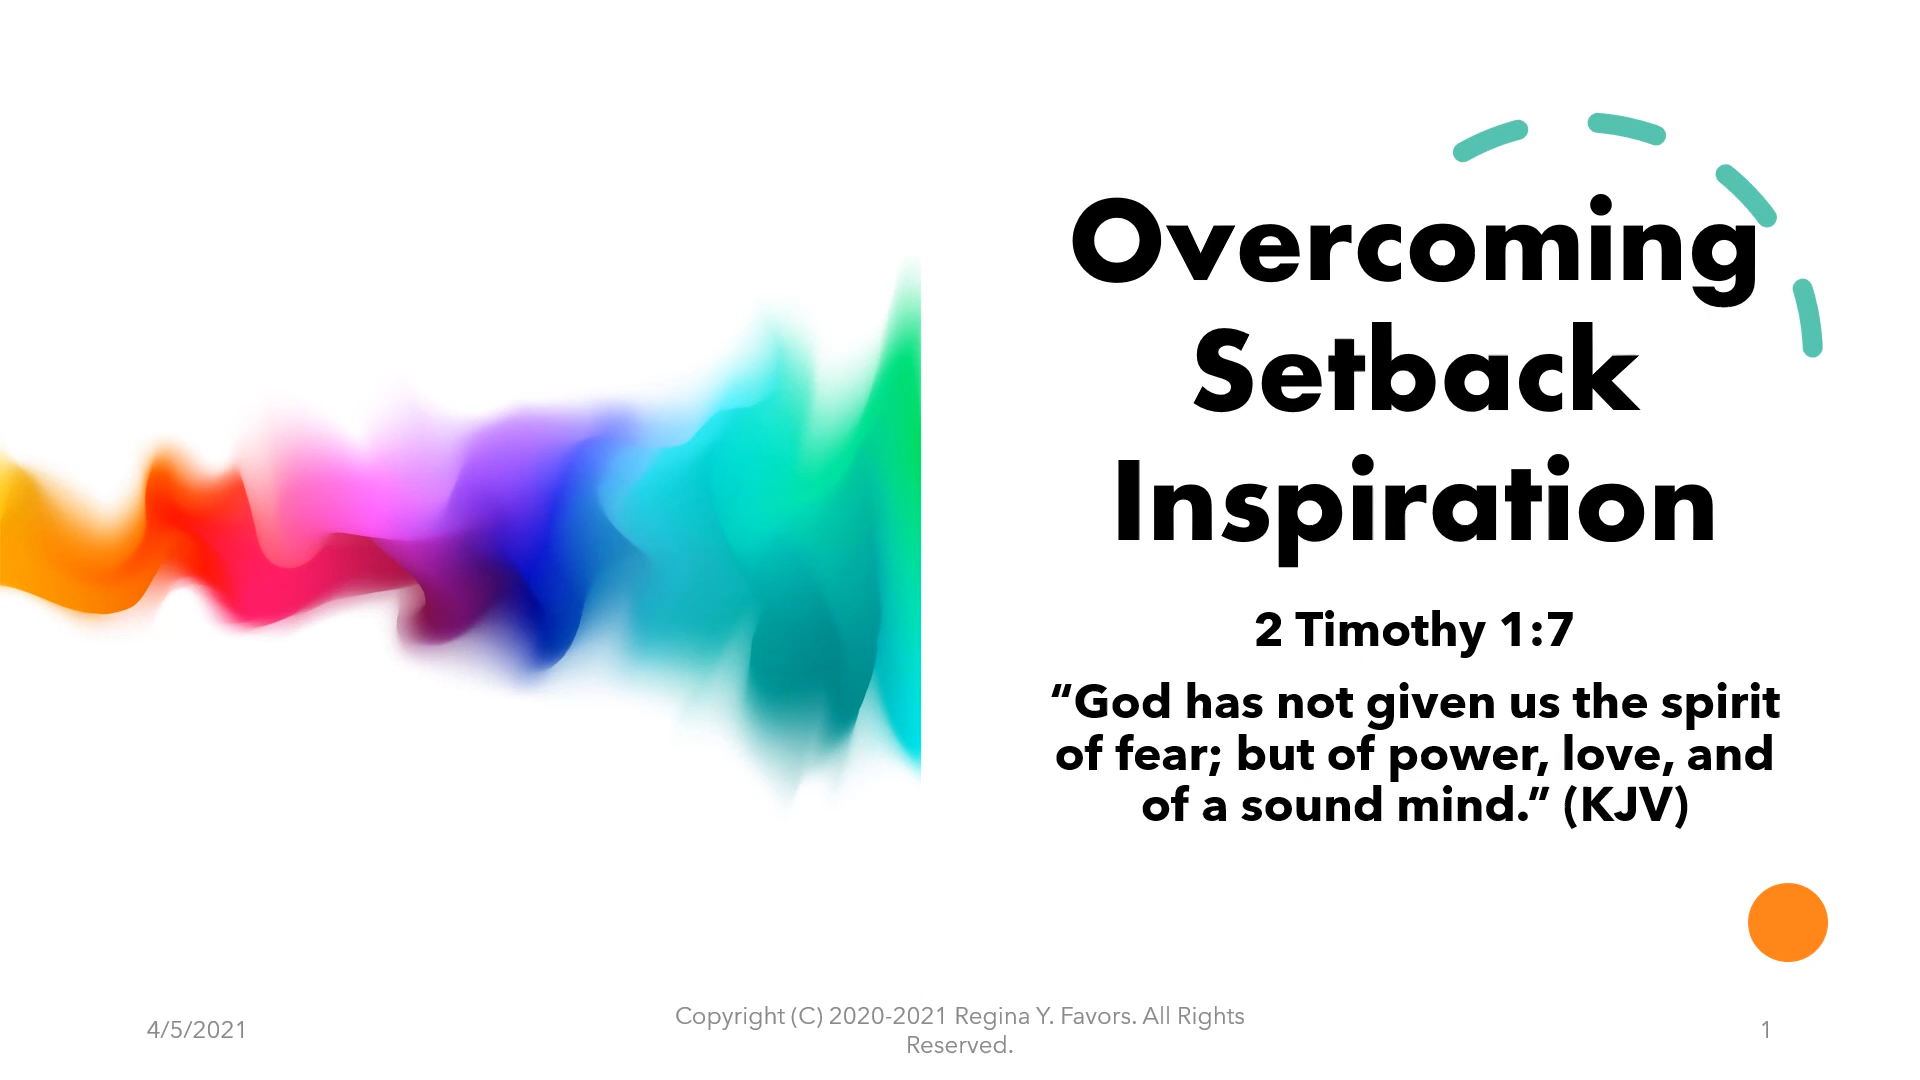 Overcoming
Setback
Inspiration
2 Timothy 1:7
“God has not given us the spirit
of fear; but of power, love, and
of a sound mind.” (KJV)
4/5/2021
Copyright (C) 2020-2021 Regina Y. Favors. All Rights
Reserved.
1